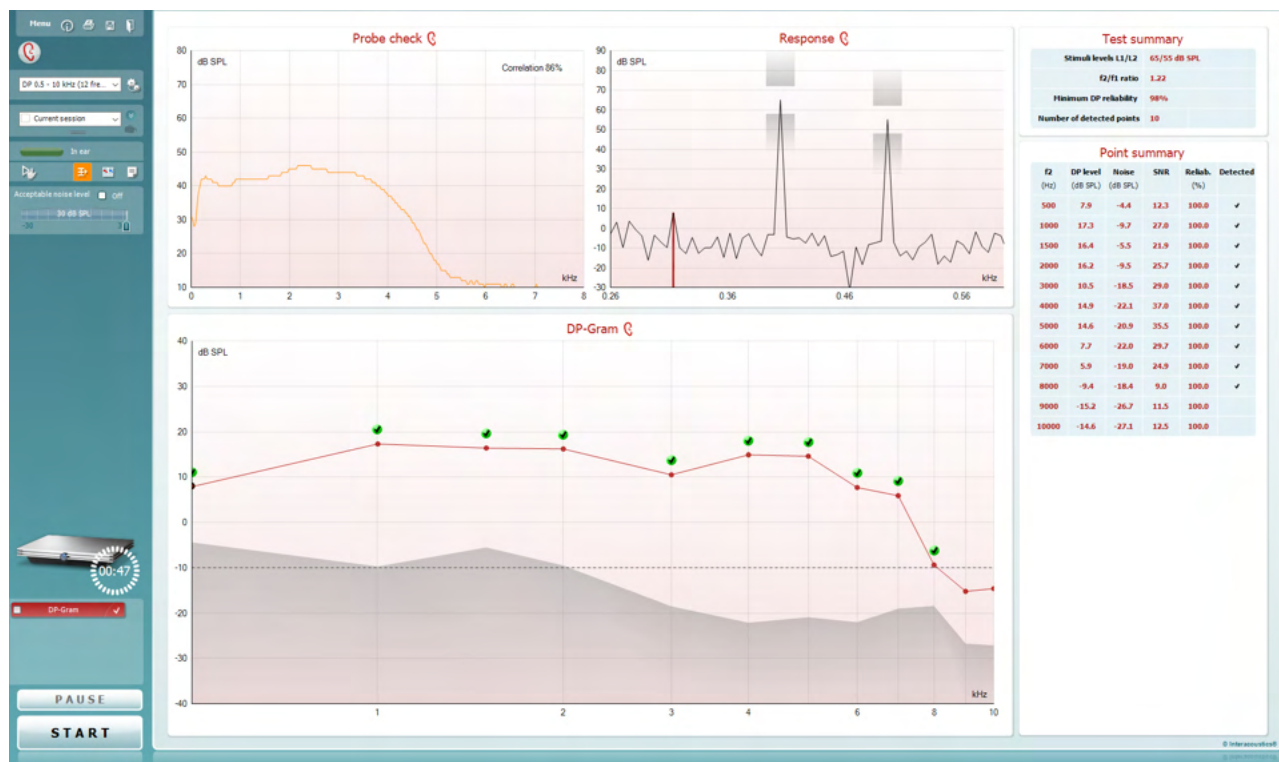 Menu
DP 0.5 - 10 kHz (12 fre...
Current session
In ear
Acceptable noise level Off
30 dB SPL
-30
00:47
DP-Gram
PAUSE
START
Probe check
dB SPL
Correlation 86%
80
70
60
50
40
30
20
10
0 1 2 3 4 5 6 7 8
kHz
Response
dB SPL
90
80
70
60
50
40
30
20
10
0
-10
-20
-30
0.26 0.36 0.46 0.56
kHz
DP-Gram
dB SPL
40
30
20
10
0
-10
-20
-30
-40
1 2 3 4 6 8 10
kHz
Test summary
Stimuli levels L1/L2 65/55 dB SPL
f2/f1 ratio 1.22
Minimum DP reliability 98%
Number of detected points 10
Point summary
f2 DP level Noise SNR Reliab. Detected
(Hz) (dB SPL) (dB SPL) (%)
500 7.9 -4.4 12.3 100.0 ✓
1000 17.3 -9.7 27.0 100.0 ✓
1500 16.4 -5.5 21.9 100.0 ✓
2000 16.2 -9.5 25.7 100.0 ✓
3000 10.5 -18.5 29.0 100.0 ✓
4000 14.9 -22.1 37.0 100.0 ✓
5000 14.6 -20.9 35.5 100.0 ✓
6000 7.7 -22.0 29.7 100.0 ✓
7000 5.9 -19.0 24.9 100.0 ✓
8000 -9.4 -18.4 9.0 100.0 ✓
9000 -15.2 -26.7 11.5 100.0
10000 -14.6 -27.1 12.5 100.0
© Interacoustics®